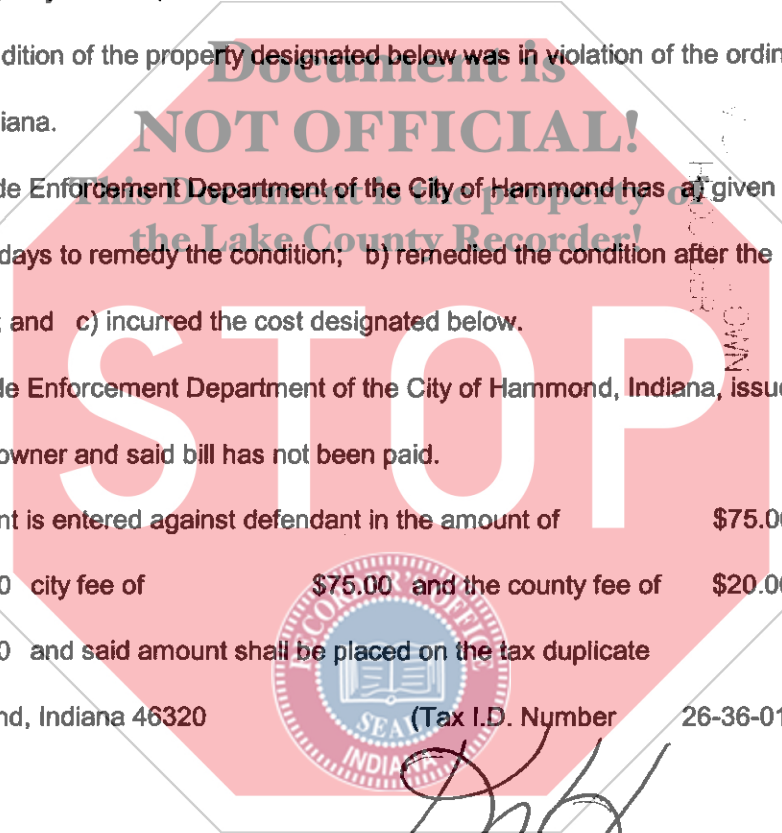 Document is
dition of the property designated below was in violation of the ordin
NOT OFFICIAL!
iana.
This Document is the property of
de Enforcement Department of the City of Hammond has a) given
the Lake County Recorder!
days to remedy the condition; b) remedied the condition after the
; and c) incurred the cost designated below.
STOP
de Enforcement Department of the City of Hammond, Indiana, issue
owner and said bill has not been paid.
nt is entered against defendant in the amount of $75.00
0 city fee of $75.00 and the county fee of $20.00
0 and said amount shall be placed on the tax duplicate
nd, Indiana 46320 (Tax I.D. Number 26-36-01
RECORDER'S OFFICE
SEAL
INDIANA